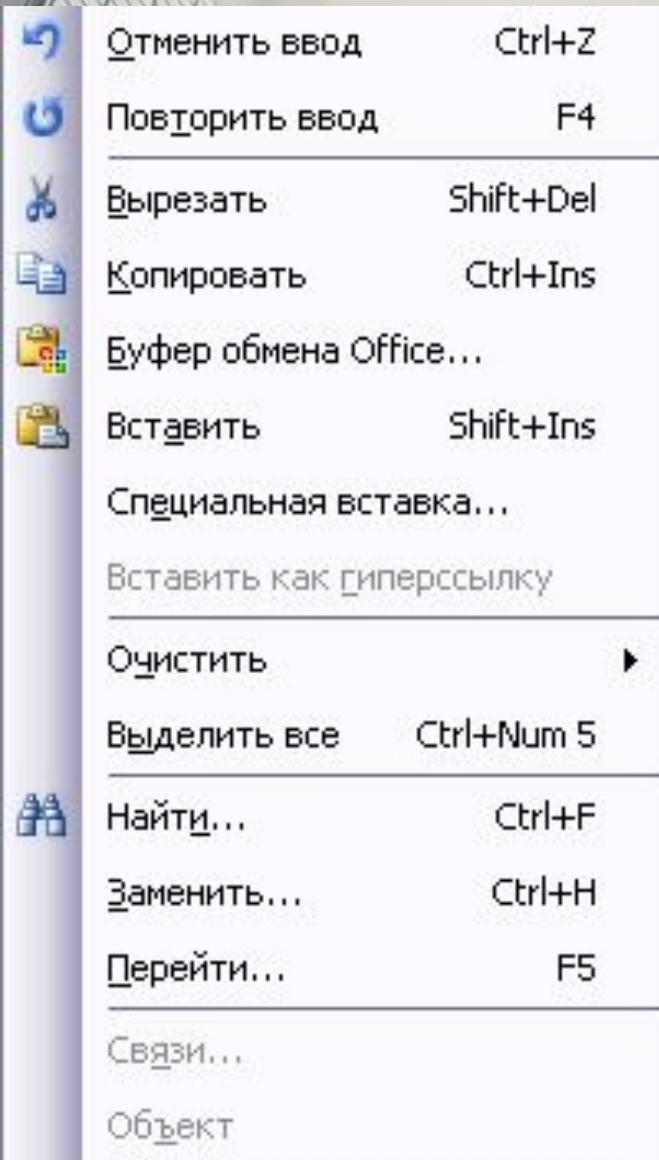 Отменить ввод Ctrl+Z
Повторить ввод F4
Вырезать Shift+Del
Копировать Ctrl+Ins
Буфер обмена Office...
Вставить Shift+Ins
Специальная вставка...
Вставить как гиперссылку
Очистить
Выделить все Ctrl+Num 5
Найти... Ctrl+F
Заменить... Ctrl+H
Перейти... F5
Связи...
Объект